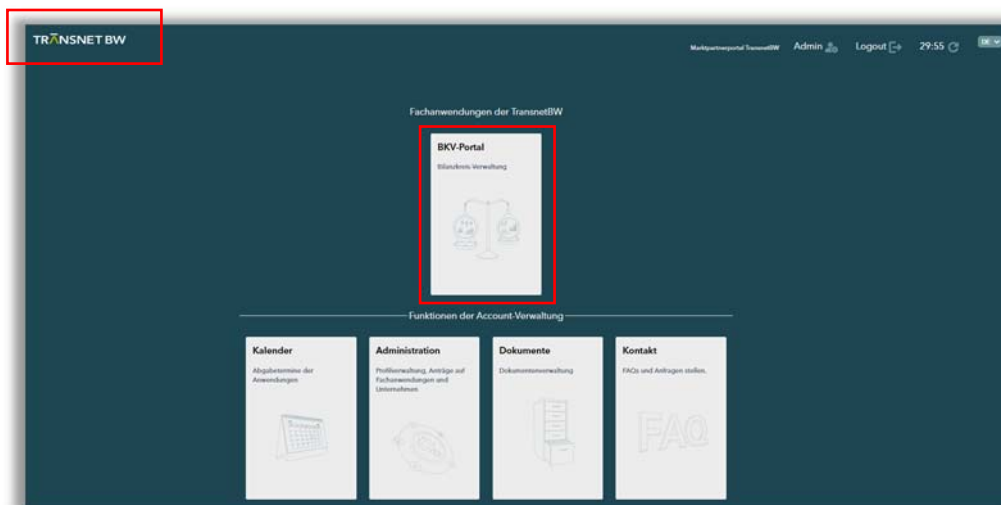 TRANSNET BW
Marktpartnerportal TransnetBW Admin Logout 29:55 DE
Fachanwendungen der TransnetBW
BKV-Portal
Bilanzkreis-Verwaltung
Funktionen der Account-Verwaltung
Kalender
Abgabetermine der
Anwendungen
Administration
Profilverwaltung, Anträge auf
Fachanwendungen und
Unternehmen
Dokumente
Dokumentenverwaltung
Kontakt
FAQs und Anfragen stellen.
FAQ